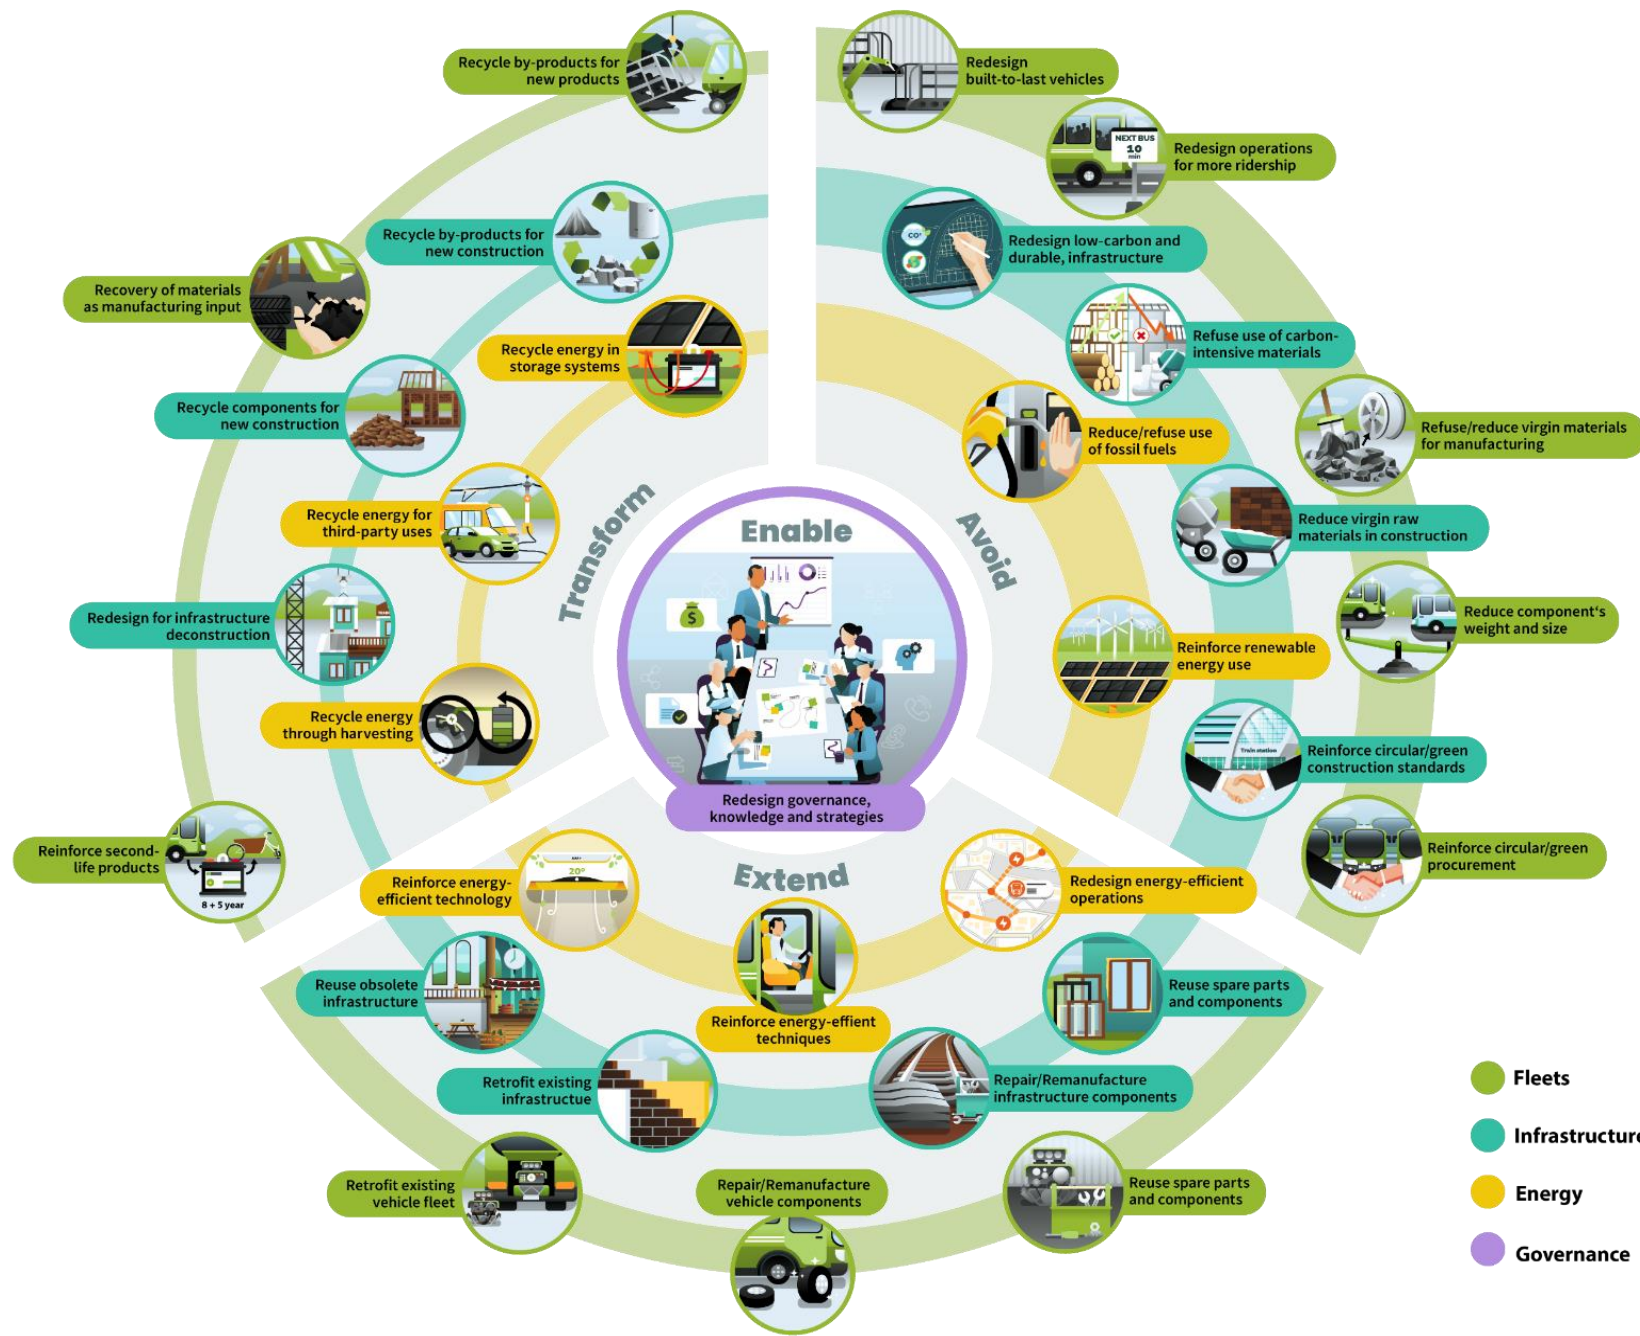 Recycle by-products for
new products
Redesign
built-to-last vehicles
NEXT BUS
10
min
Redesign operations
for more ridership
Recycle by-products for
new construction
CO²
Redesign low-carbon and
durable, infrastructure
Recovery of materials
as manufacturing input
Recycle energy in
storage systems
Refuse use of carbon-
intensive materials
Recycle components for
new construction
Reduce/refuse use
of fossil fuels
Refuse/reduce virgin materials
for manufacturing
Recycle energy for
third-party uses
Transform
Enable
Avoid
Reduce virgin raw
materials in construction
Redesign for infrastructure
deconstruction
$
Reinforce renewable
energy use
Reduce component's
weight and size
Recycle energy
through harvesting
Train station
Reinforce circular/green
construction standards
Redesign governance,
knowledge and strategies
Reinforce second-
life products
8 + 5 year
Reinforce circular/green
procurement
Extend
Reinforce energy-
efficient technology
20°
Redesign energy-efficient
operations
Reuse obsolete
infrastructure
Reinforce energy-effient
techniques
Reuse spare parts
and components
Retrofit existing
infrastructue
Repair/Remanufacture
infrastructure components
Retrofit existing
vehicle fleet
Repair/Remanufacture
vehicle components
Reuse spare parts
and components
Fleets
Infrastructure
Energy
Governance